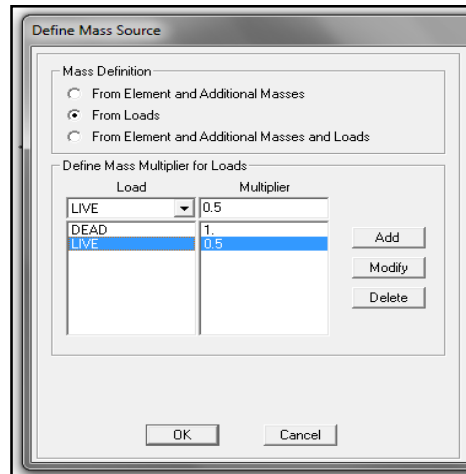 Define Mass Source
Mass Definition
From Element and Additional Masses
From Loads
From Element and Additional Masses and Loads
Define Mass Multiplier for Loads
Load Multiplier
LIVE 0.5
DEAD 1.
LIVE 0.5
Add
Modify
Delete
OK Cancel